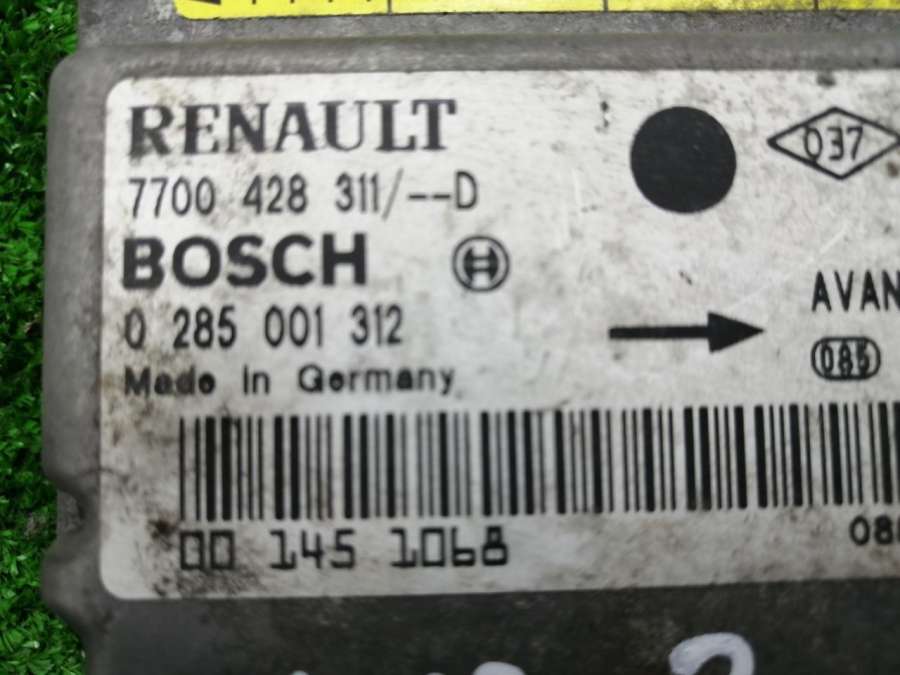 RENAULT
037
7700 428 311/--D
BOSCH
0 285 001 312
AVAN
085
Made in Germany
00 145 1068